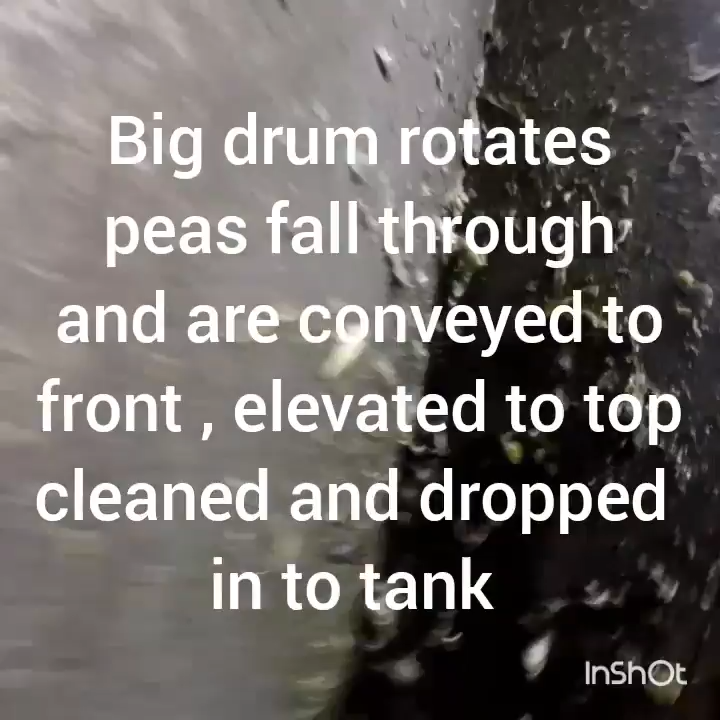 Big drum rotates
peas fall through
and are conveyed to
front , elevated to top
cleaned and dropped
in to tank
InShOt